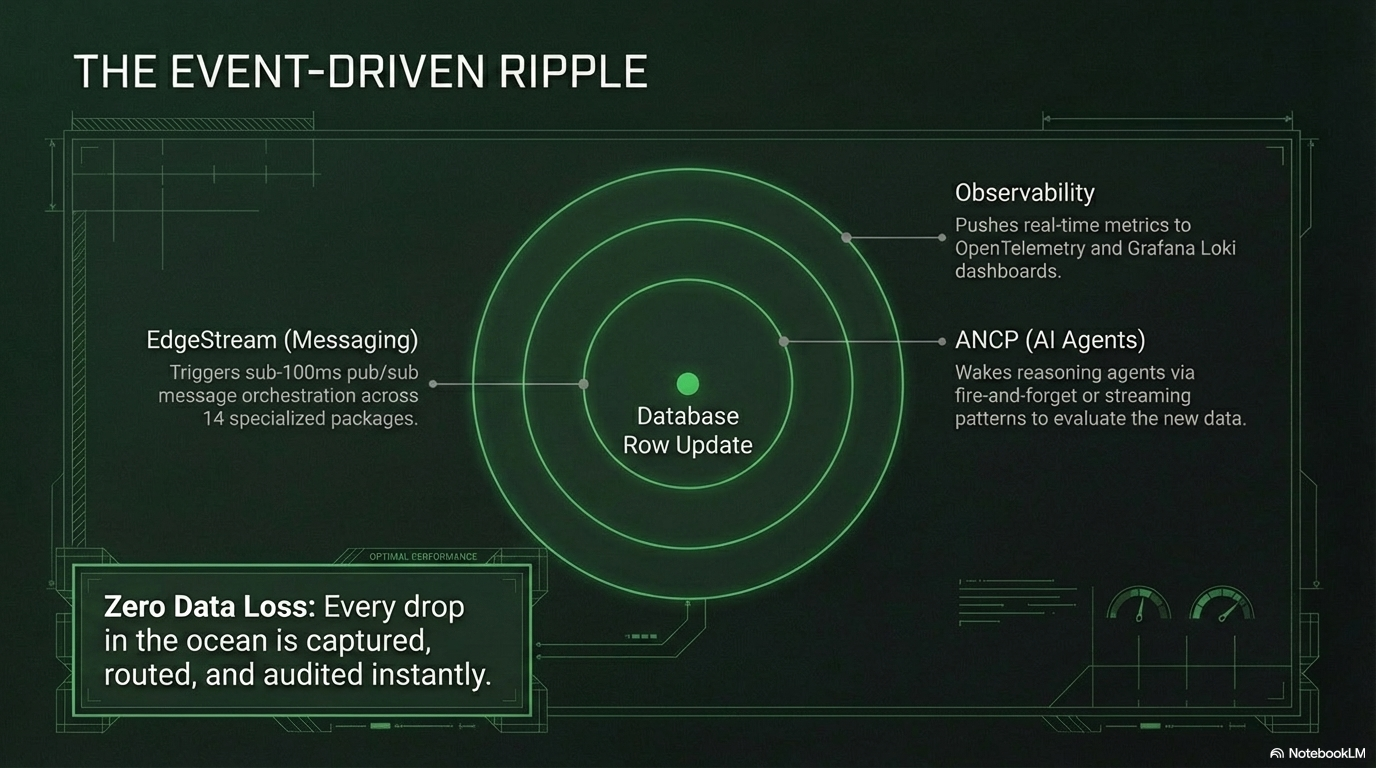 THE EVENT-DRIVEN RIPPLE
Observability
Pushes real-time metrics to
OpenTelemetry and Grafana Loki
dashboards.
EdgeStream (Messaging)
Triggers sub-100ms pub/sub
message orchestration across
14 specialized packages.
ANCP (AI Agents)
Wakes reasoning agents via
fire-and-forget or streaming
patterns to evaluate the new data.
Database
Row Update
OPTIMAL PERFORMANCE
Zero Data Loss: Every drop
in the ocean is captured,
routed, and audited instantly.
NotebookLM